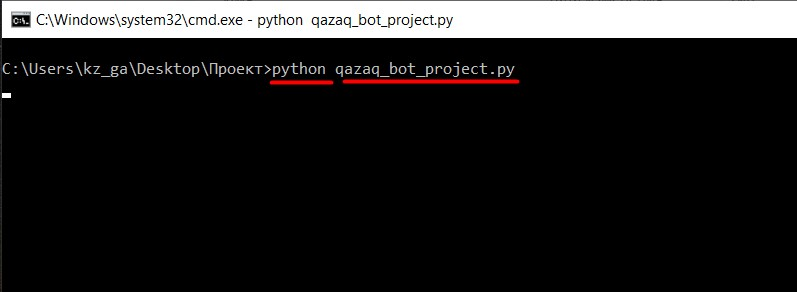 C:\Windows\system32\cmd.exe - python  qazaq_bot_project.py
C:\Users\kz_ga\Desktop\Проект>python qazaq_bot_project.py